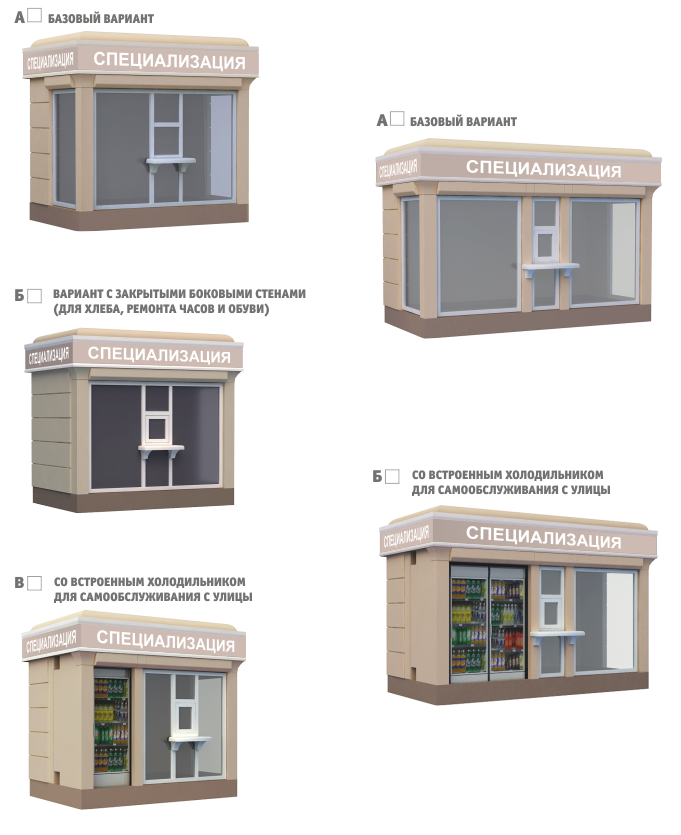 А БАЗОВЫЙ ВАРИАНТ
СПЕЦИАЛИЗАЦИЯ СПЕЦИАЛИЗАЦИЯ
Б ВАРИАНТ С ЗАКРЫТЫМИ БОКОВЫМИ СТЕНАМИ
(ДЛЯ ХЛЕБА, РЕМОНТА ЧАСОВ И ОБУВИ)
СПЕЦИАЛИЗАЦИЯ СПЕЦИАЛИЗАЦИЯ
В СО ВСТРОЕННЫМ ХОЛОДИЛЬНИКОМ
ДЛЯ САМООБСЛУЖИВАНИЯ С УЛИЦЫ
СПЕЦИАЛИЗАЦИЯ СПЕЦИАЛИЗАЦИЯ
А БАЗОВЫЙ ВАРИАНТ
СПЕЦИАЛИЗАЦИЯ СПЕЦИАЛИЗАЦИЯ
Б СО ВСТРОЕННЫМ ХОЛОДИЛЬНИКОМ
ДЛЯ САМООБСЛУЖИВАНИЯ С УЛИЦЫ
СПЕЦИАЛИЗАЦИЯ СПЕЦИАЛИЗАЦИЯ